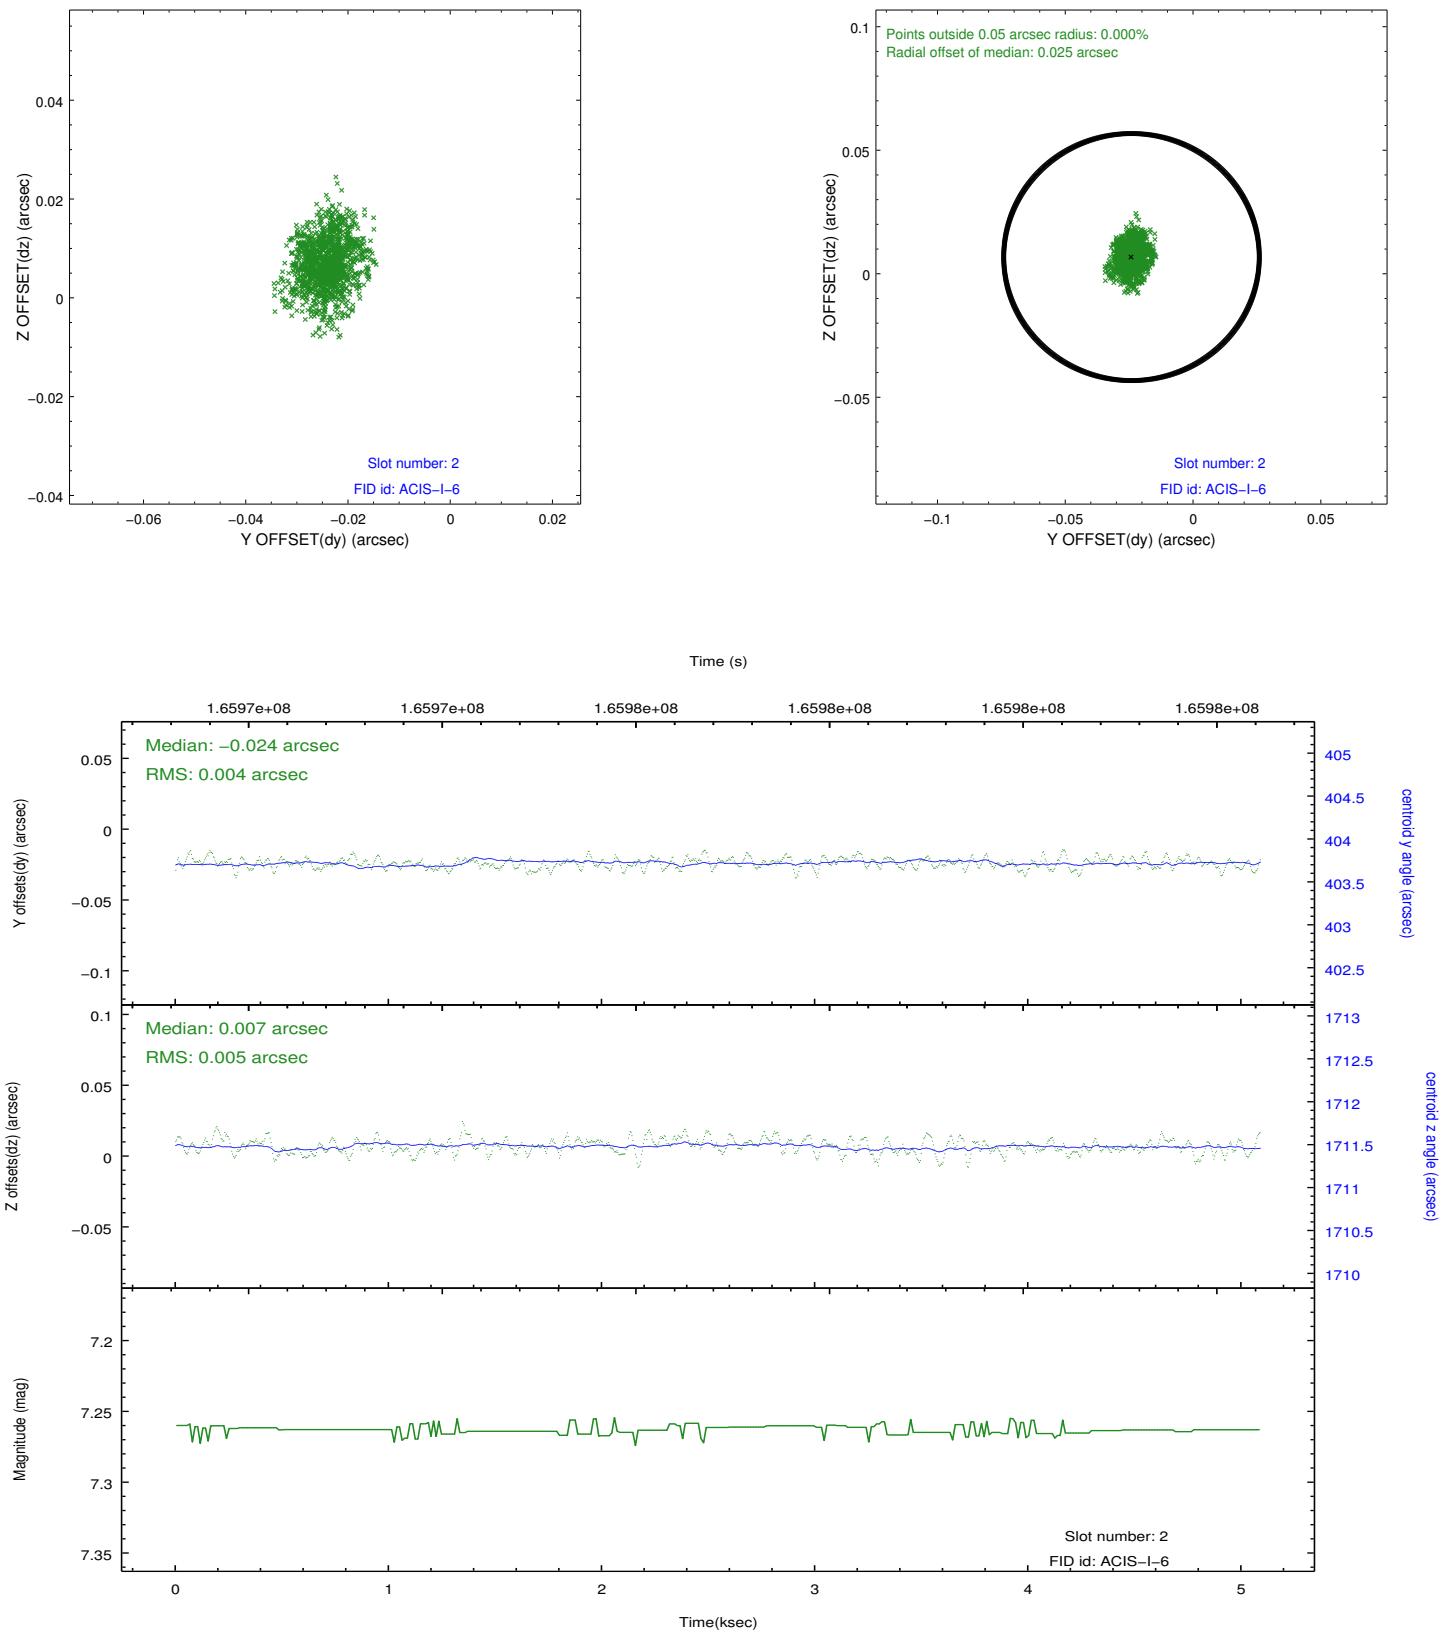 0.04
0.02
0
−0.02
−0.04
Z OFFSET(dz) (arcsec)
Slot number: 2
FID id: ACIS−I−6
−0.06
−0.04
−0.02
0
0.02
Y OFFSET(dy) (arcsec)
Points outside 0.05 arcsec radius: 0.000%
Radial offset of median: 0.025 arcsec
0.1
0.05
0
−0.05
Z OFFSET(dz) (arcsec)
Slot number: 2
FID id: ACIS−I−6
−0.1
−0.05
0
0.05
Y OFFSET(dy) (arcsec)
Time (s)
1.6597e+08
1.6597e+08
1.6598e+08
1.6598e+08
1.6598e+08
1.6598e+08
Median: −0.024 arcsec
RMS: 0.004 arcsec
0.05
0
−0.05
−0.1
Y offsets(dy) (arcsec)
405
404.5
404
403.5
403
402.5
centroid y angle (arcsec)
Median: 0.007 arcsec
RMS: 0.005 arcsec
0.1
0.05
0
−0.05
Z offsets(dz) (arcsec)
1713
1712.5
1712
1711.5
1711
1710.5
1710
centroid z angle (arcsec)
7.2
7.25
7.3
7.35
Magnitude (mag)
Slot number: 2
FID id: ACIS−I−6
0
1
2
3
4
5
Time(ksec)